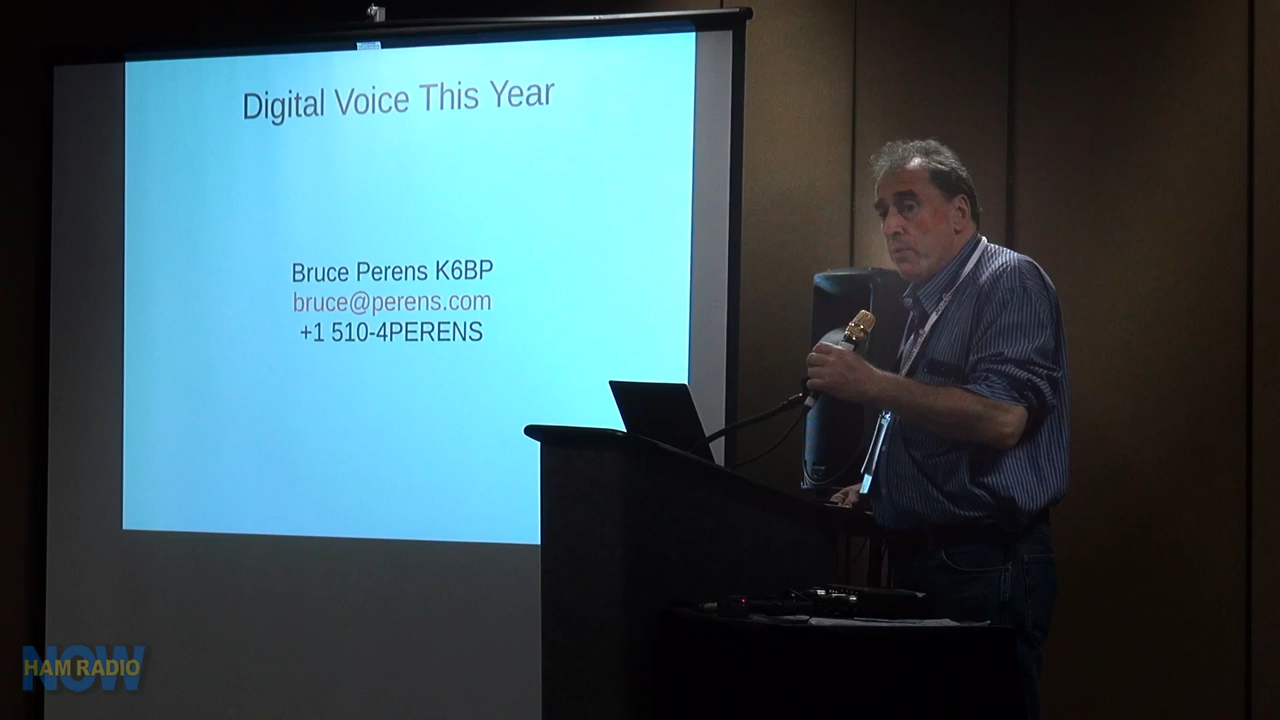 Digital Voice This Year
Bruce Perens K6BP
bruce@perens.com
+1 510-4PERENS
NOW
HAM RADIO